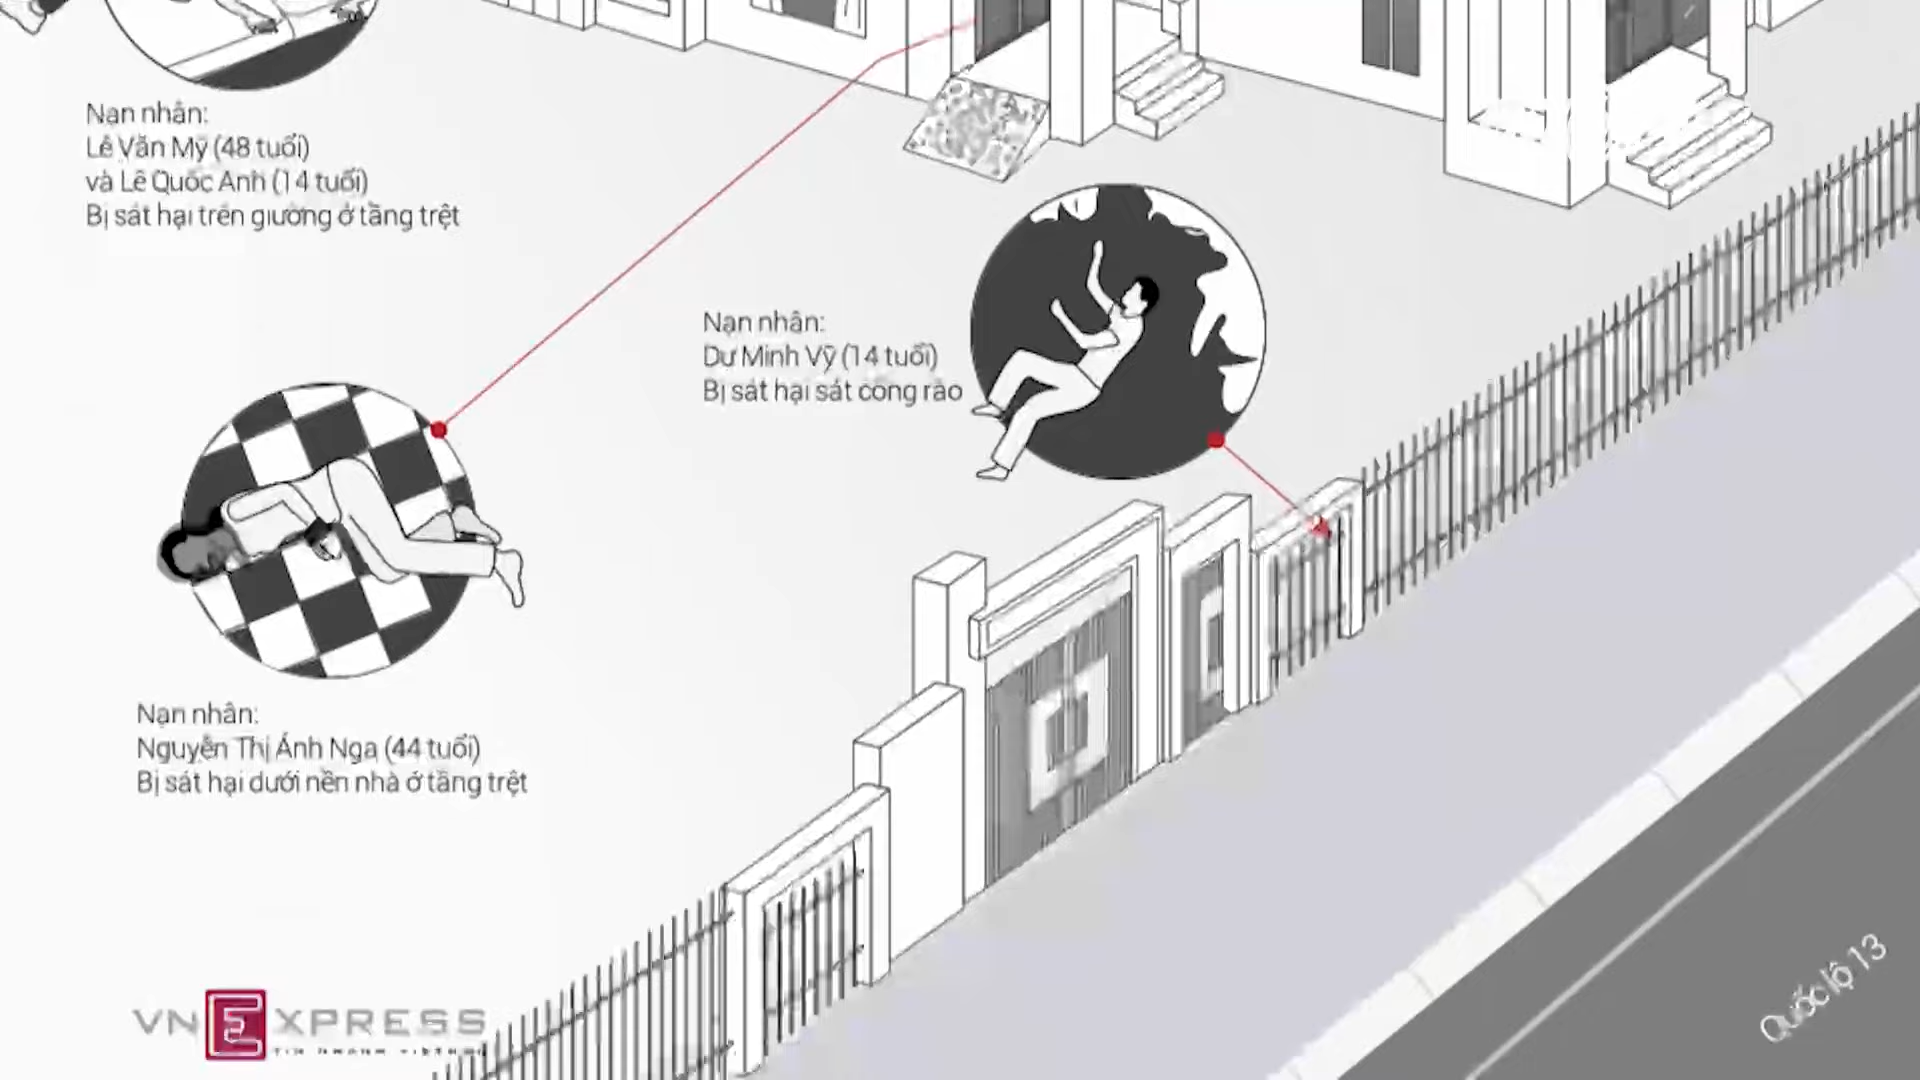 Nạn nhân:
Lê Văn Mỹ (48 tuổi)
và Lê Quốc Anh (14 tuổi)
Bị sát hại trên giường ở tầng trệt
Nạn nhân:
Dư Minh Vỹ (14 tuổi)
Bị sát hại sát cổng rào
Nạn nhân:
Nguyễn Thị Ánh Nga (44 tuổi)
Bị sát hại dưới nền nhà ở tầng trệt
VNEXPRESS
Quốc lộ 13